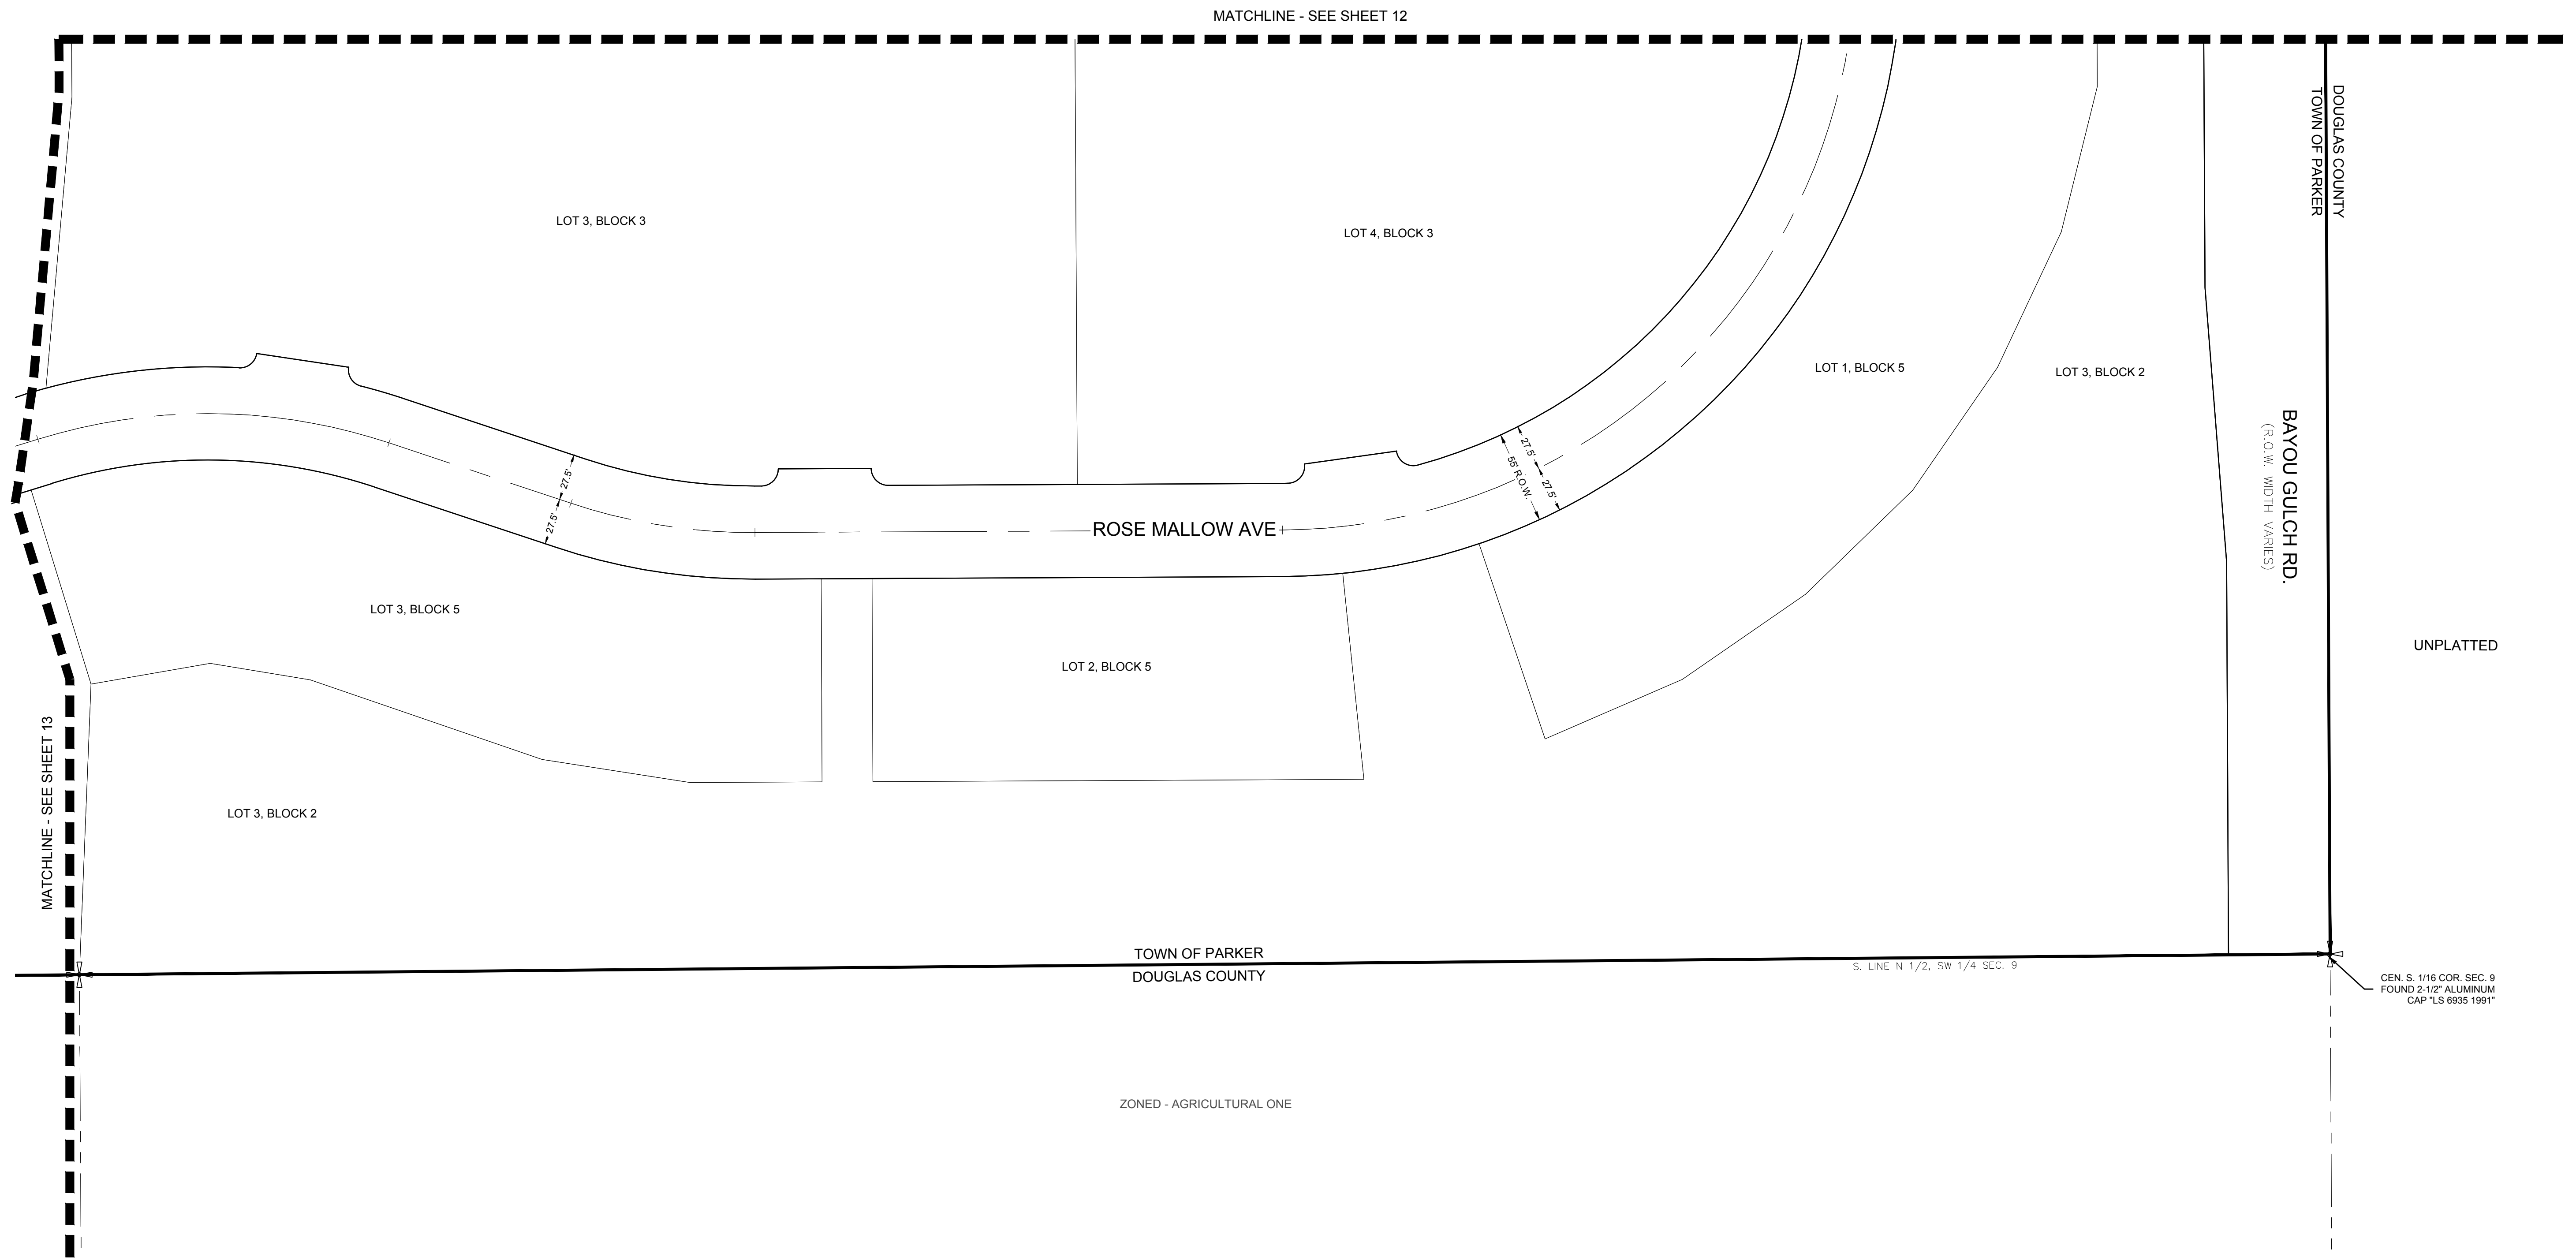 MATCHLINE - SEE SHEET 12
DOUGLAS COUNTY
TOWN OF PARKER
LOT 3, BLOCK 3
LOT 4, BLOCK 3
LOT 1, BLOCK 5
LOT 3, BLOCK 2
BAYOU GULCH RD.
(R.O.W. WIDTH VARIES)
27.5'
27.5'
27.5'
55' R.O.W.
27.5'
ROSE MALLOW AVE
LOT 3, BLOCK 5
LOT 2, BLOCK 5
UNPLATTED
MATCHLINE - SEE SHEET 13
LOT 3, BLOCK 2
TOWN OF PARKER
DOUGLAS COUNTY
S. LINE N 1/2, SW 1/4 SEC. 9
CEN. S. 1/16 COR. SEC. 9
FOUND 2-1/2" ALUMINUM
CAP "LS 6935 1991"
ZONED - AGRICULTURAL ONE